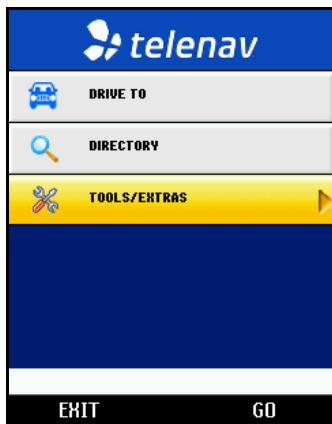 telenav
DRIVE TO
DIRECTORY
TOOLS/EXTRAS
EXIT GO